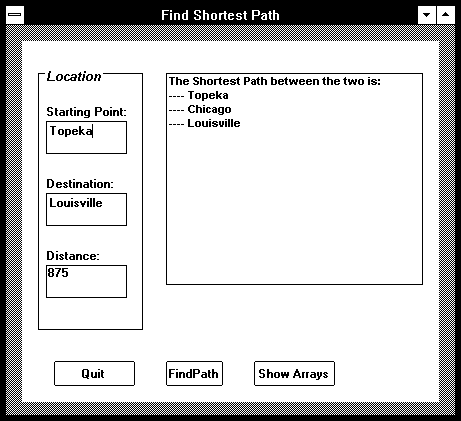 Find Shortest Path
Location
Starting Point:
Topeka
Destination:
Louisville
Distance:
875
The Shortest Path between the two is:
---- Topeka
---- Chicago
---- Louisville
Quit
FindPath
Show Arrays